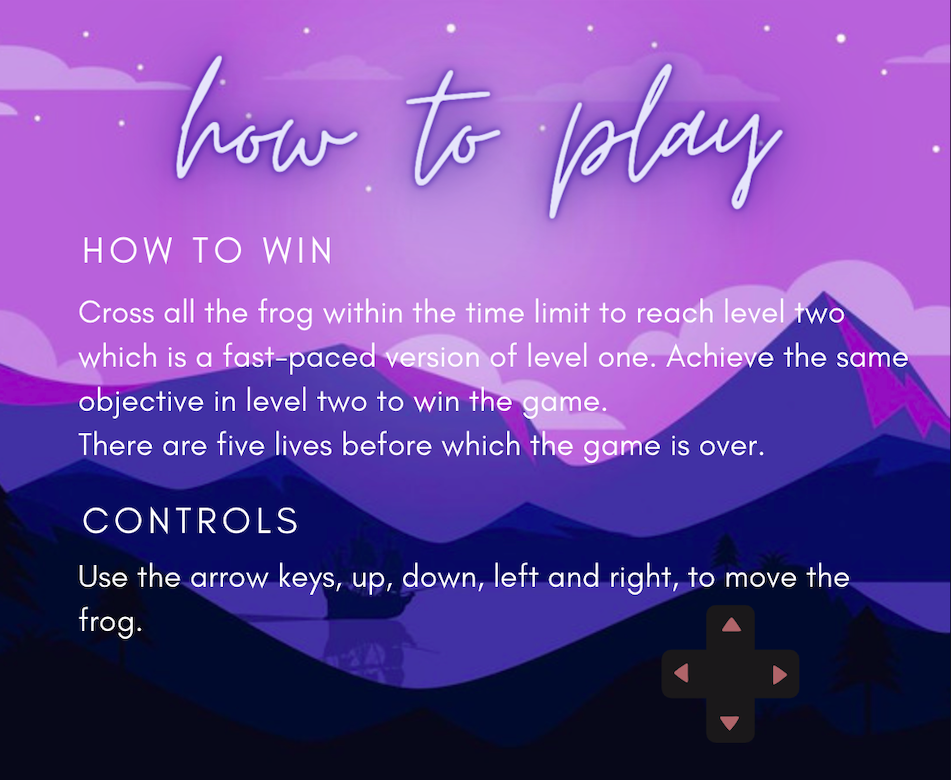 how to play
HOW TO WIN
Cross all the frog within the time limit to reach level two
which is a fast-paced version of level one. Achieve the same
objective in level two to win the game.
There are five lives before which the game is over.
CONTROLS
Use the arrow keys, up, down, left and right, to move the
frog.